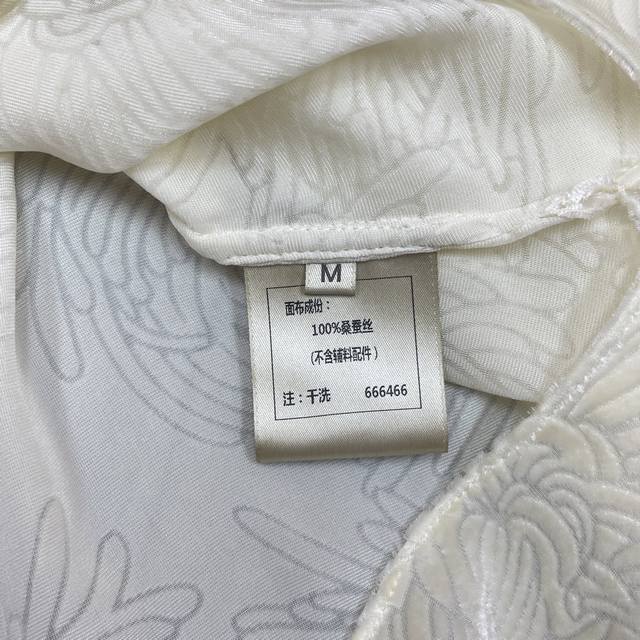 M
面布成份：
100%桑蚕丝
(不含辅料配件)
注：干洗 666466